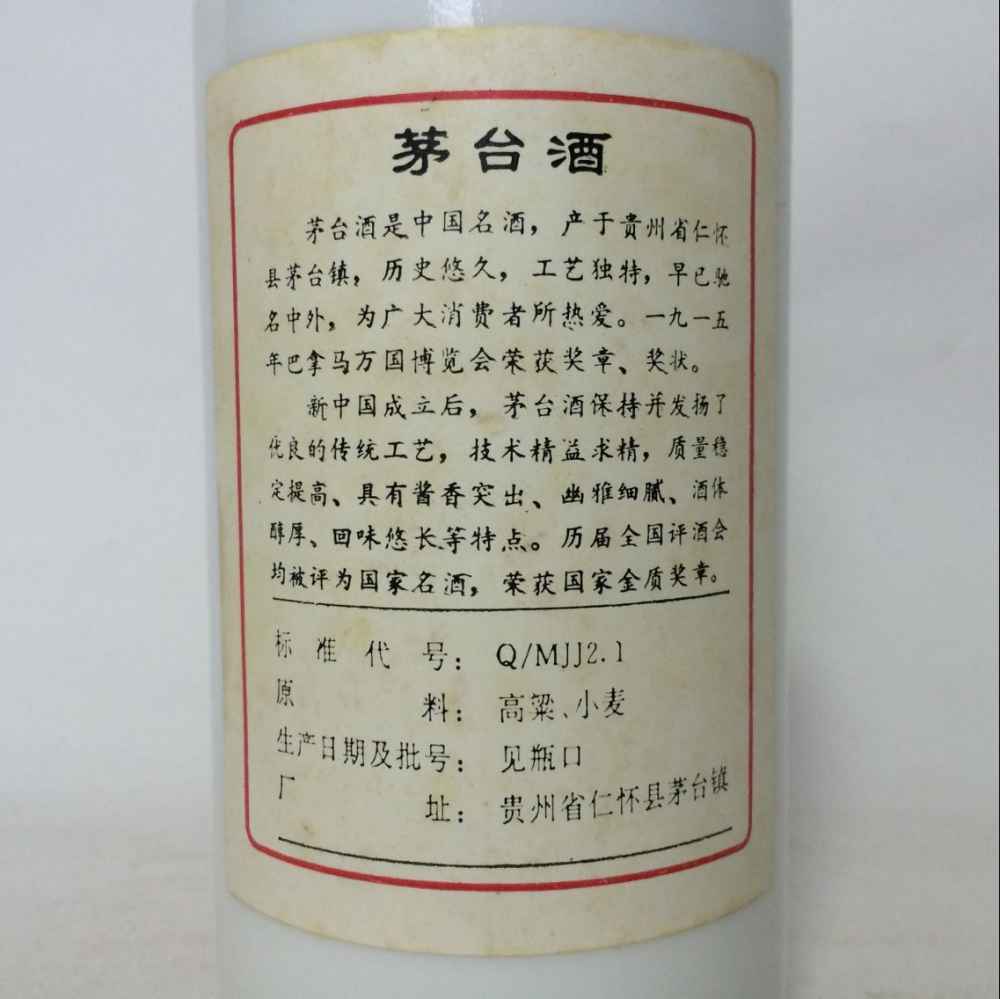 茅台酒
茅台酒是中国名酒，产于贵州省仁怀
县茅台镇，历史悠久，工艺独特，早已驰
名中外，为广大消费者所热爱。一九一五
年巴拿马万国博览会荣获奖章、奖状。
新中国成立后，茅台酒保持并发扬了
优良的传统工艺，技术精益求精，质量稳
定提高、具有酱香突出、幽雅细腻、酒体
醇厚、回味悠长等特点。历届全国评酒会
均被评为国家名酒，荣获国家金质奖章。
标准代号：Q/MJJ2.1
原料：高粱、小麦
生产日期及批号：见瓶口
厂址：贵州省仁怀县茅台镇